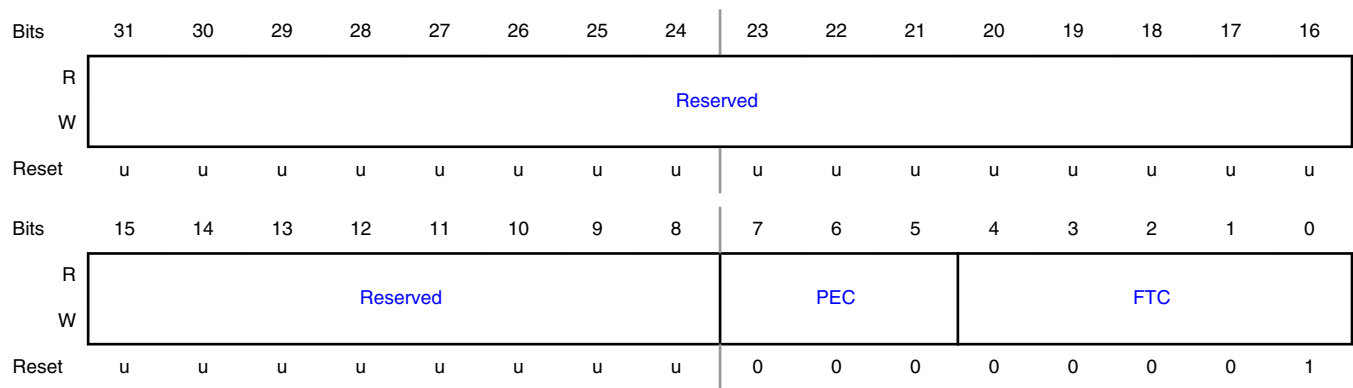 Bits 31 30 29 28 27 26 25 24 23 22 21 20 19 18 17 16
R
Reserved
W
Reset u u u u u u u u u u u u u u u u
Bits 15 14 13 12 11 10 9 8 7 6 5 4 3 2 1 0
R
Reserved PEC FTC
W
Reset u u u u u u u u 0 0 0 0 0 0 0 1